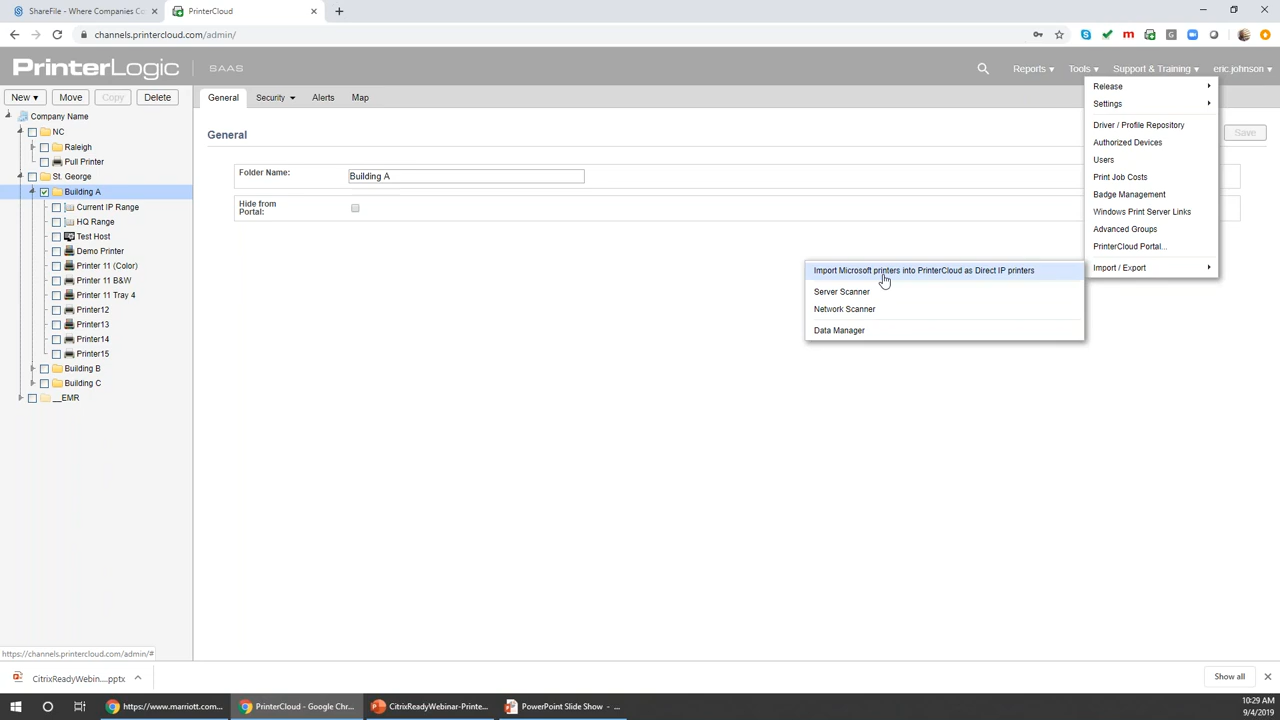 ShareFile - Where Companies Co
PrinterCloud
channels.printercloud.com/admin/
PrinterLogic SAAS
Reports
Tools
Support & Training
eric.johnson
New
Move
Copy
Delete
General
Security
Alerts
Map
Release
Settings
Driver / Profile Repository
Authorized Devices
Users
Print Job Costs
Badge Management
Windows Print Server Links
Advanced Groups
PrinterCloud Portal...
Import / Export
Import Microsoft printers into PrinterCloud as Direct IP printers
Server Scanner
Network Scanner
Data Manager
Company Name
NC
Raleigh
Pull Printer
St. George
Building A
Current IP Range
HQ Range
Test Host
Demo Printer
Printer 11 (Color)
Printer 11 B&W
Printer 11 Tray 4
Printer12
Printer13
Printer14
Printer15
Building B
Building C
__EMR
General
Save
Folder Name:
Building A
Hide from
Portal:
https://channels.printercloud.com/admin/#
CitrixReadyWebin....pptx
Show all
https://www.marriott.com...
PrinterCloud - Google Chr...
CitrixReadyWebinar-Printe...
PowerPoint Slide Show - ...
10:29 AM
9/4/2019